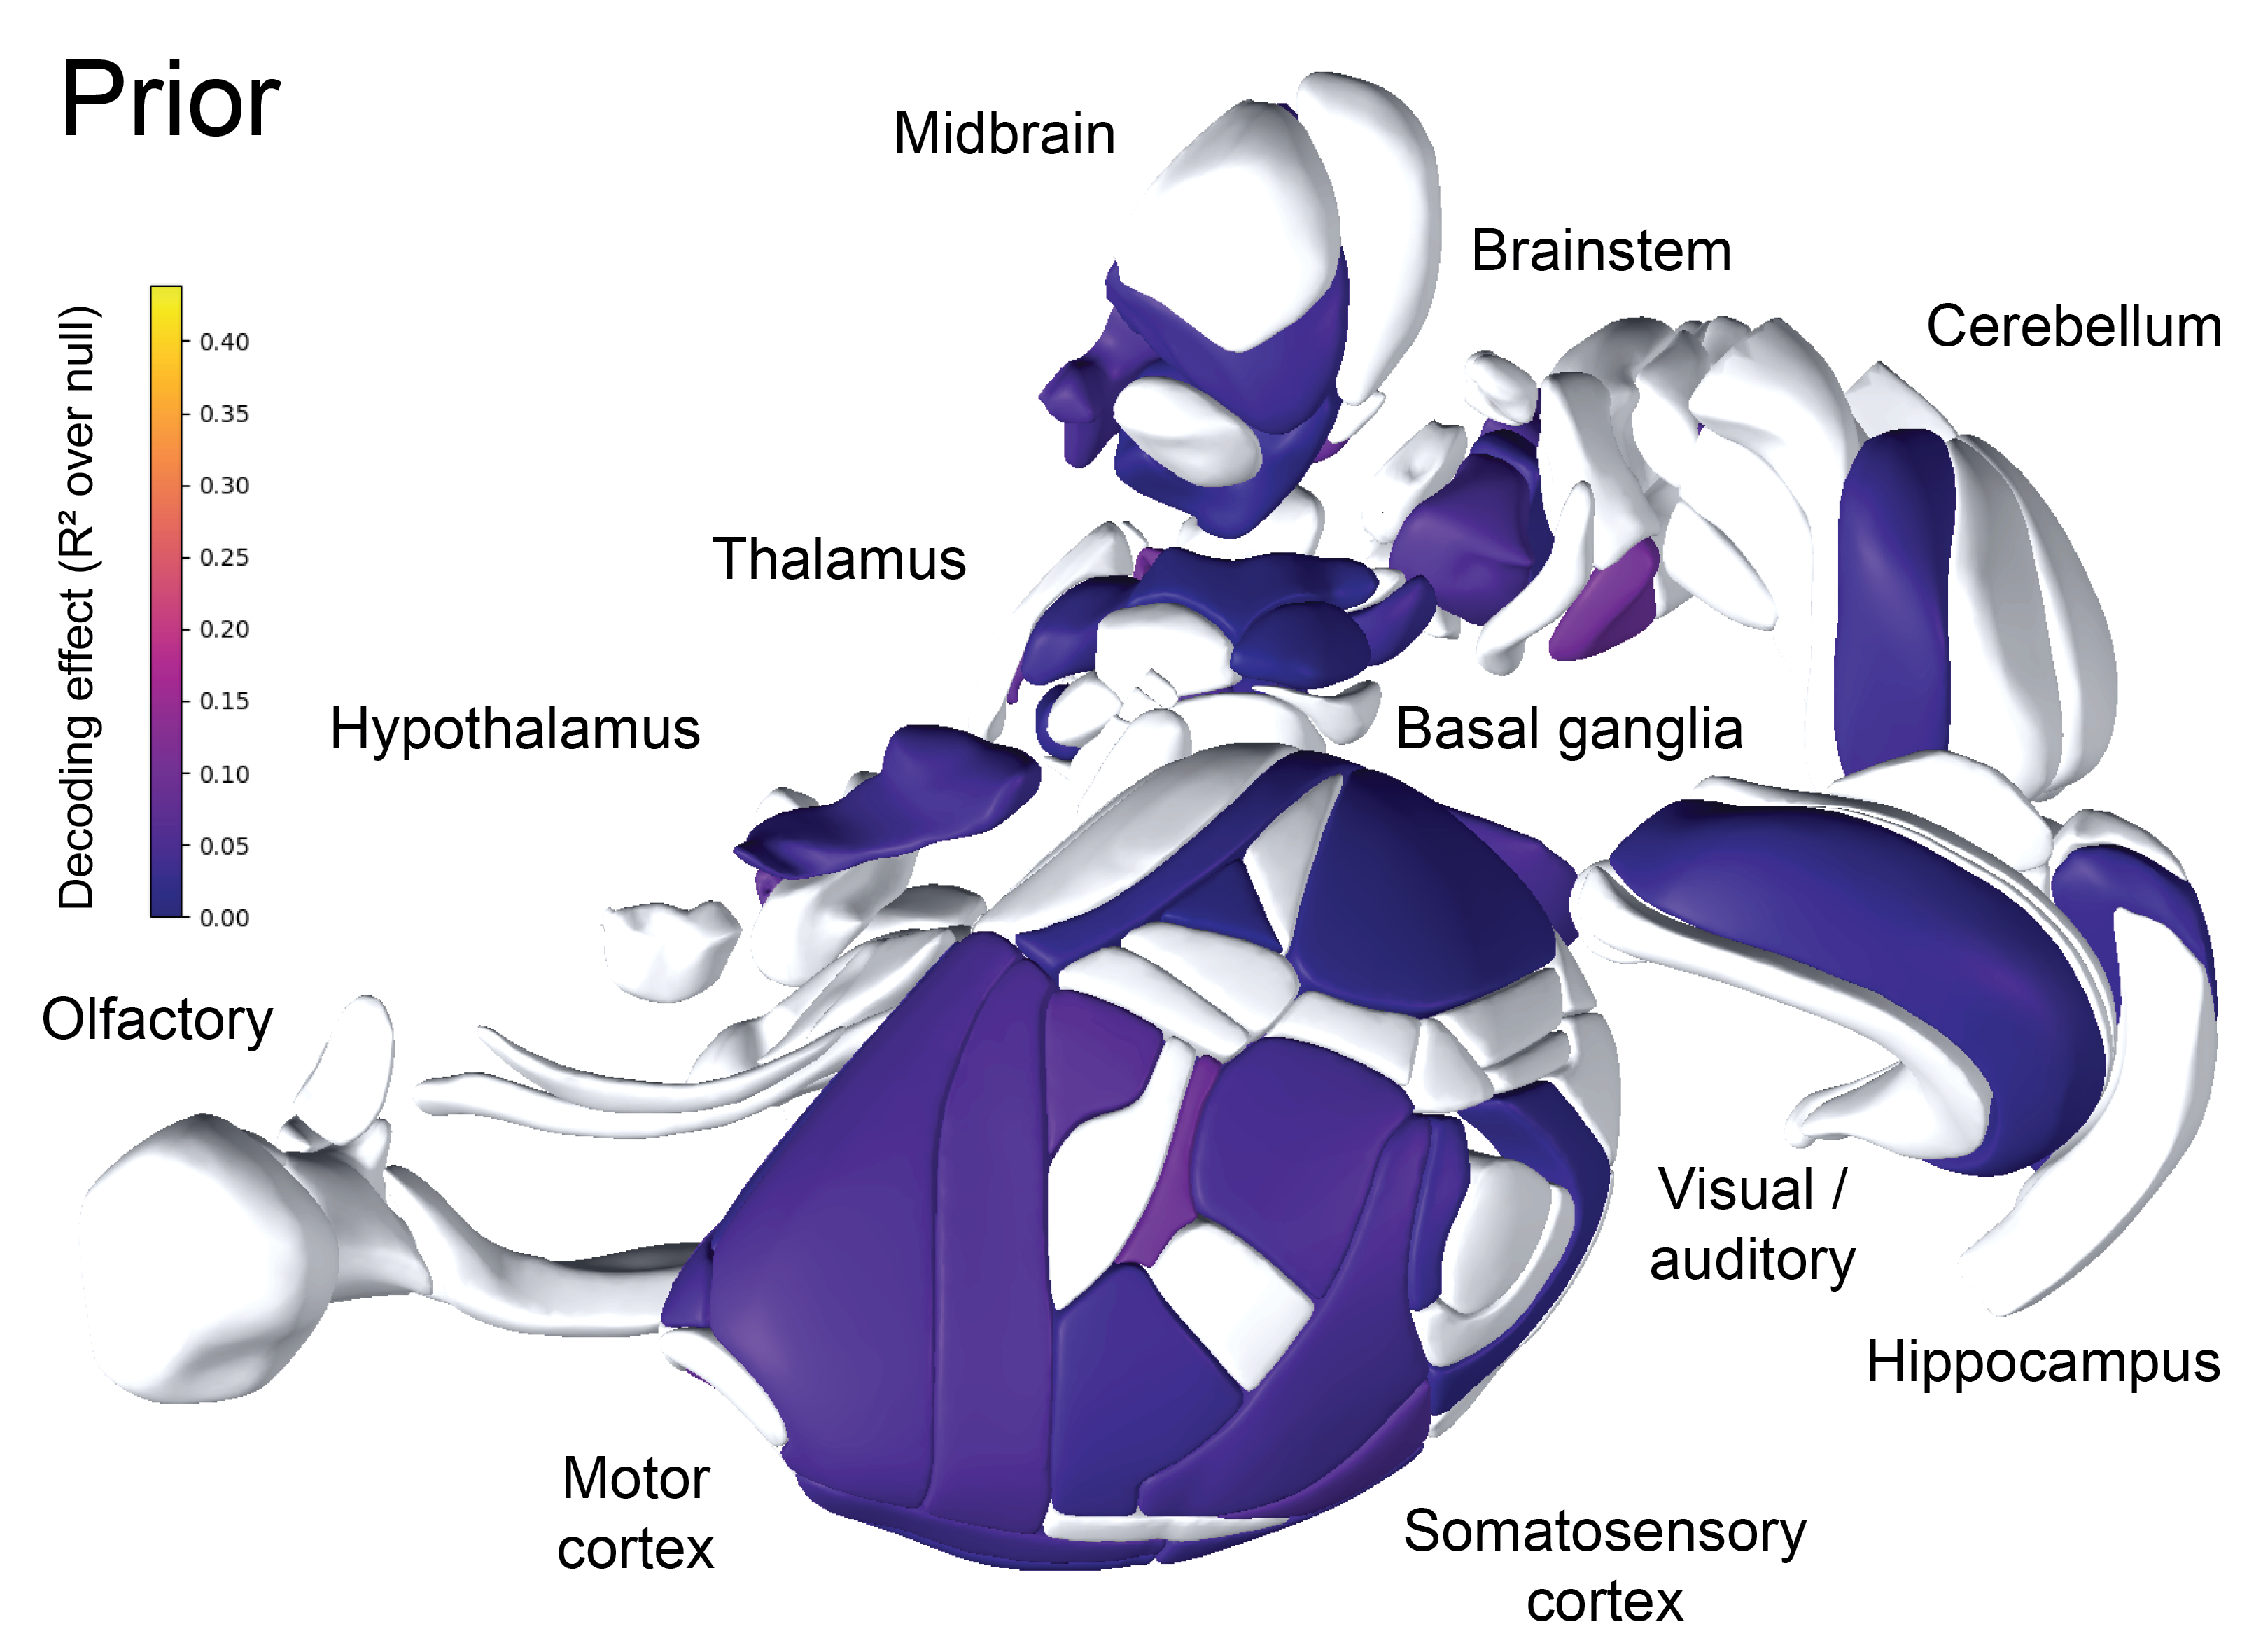 Prior
Midbrain
Brainstem
Cerebellum
Decoding effect (R² over null)
0.40
0.35
0.30
0.25
0.20
0.15
0.10
0.05
0.00
Thalamus
Hypothalamus
Basal ganglia
Olfactory
Visual /
auditory
Hippocampus
Motor
cortex
Somatosensory
cortex